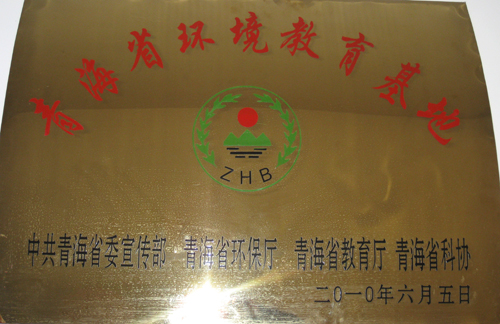 青海省环境教育基地
ZHB
中共青海省委宣传部 青海省环保厅 青海省教育厅 青海省科协
二0一0年六月五日